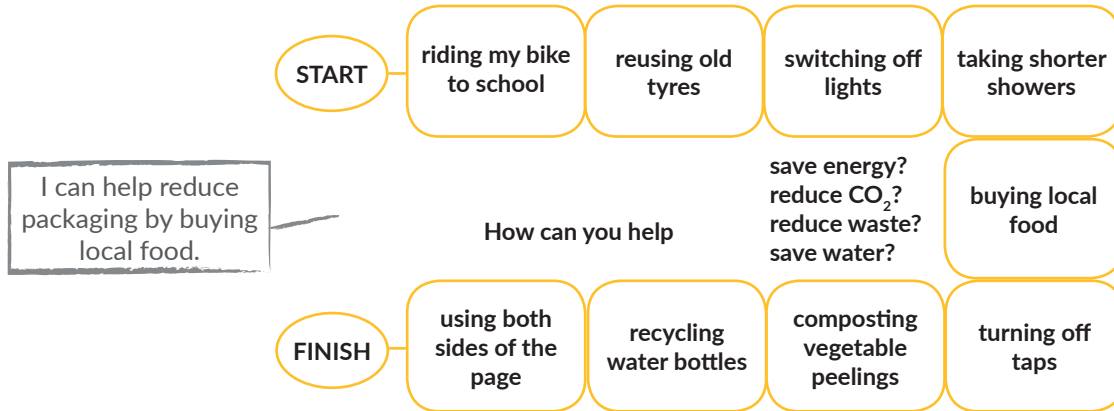 START
riding my bike
to school
reusing old
tyres
switching off
lights
taking shorter
showers
I can help reduce
packaging by buying
local food.
How can you help
save energy?
reduce CO₂?
reduce waste?
save water?
buying local
food
FINISH
using both
sides of the
page
recycling
water bottles
composting
vegetable
peelings
turning off
taps